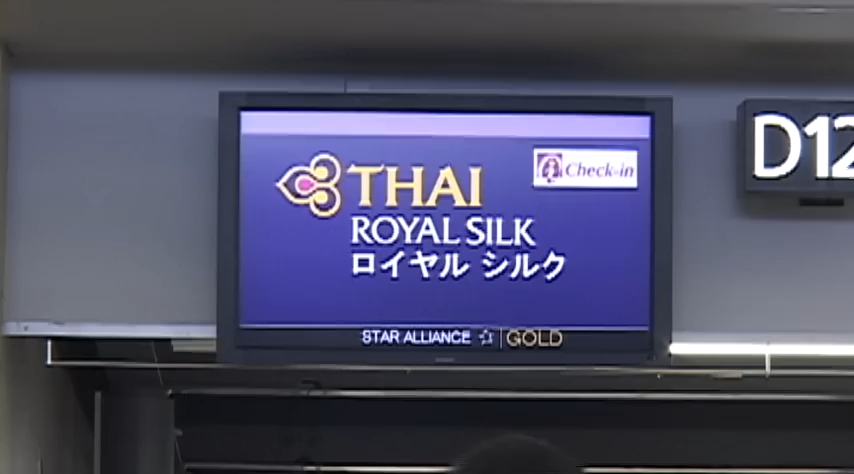 THAI
Check-in
ROYAL SILK
ロイヤル シルク
STAR ALLIANCE GOLD
D12